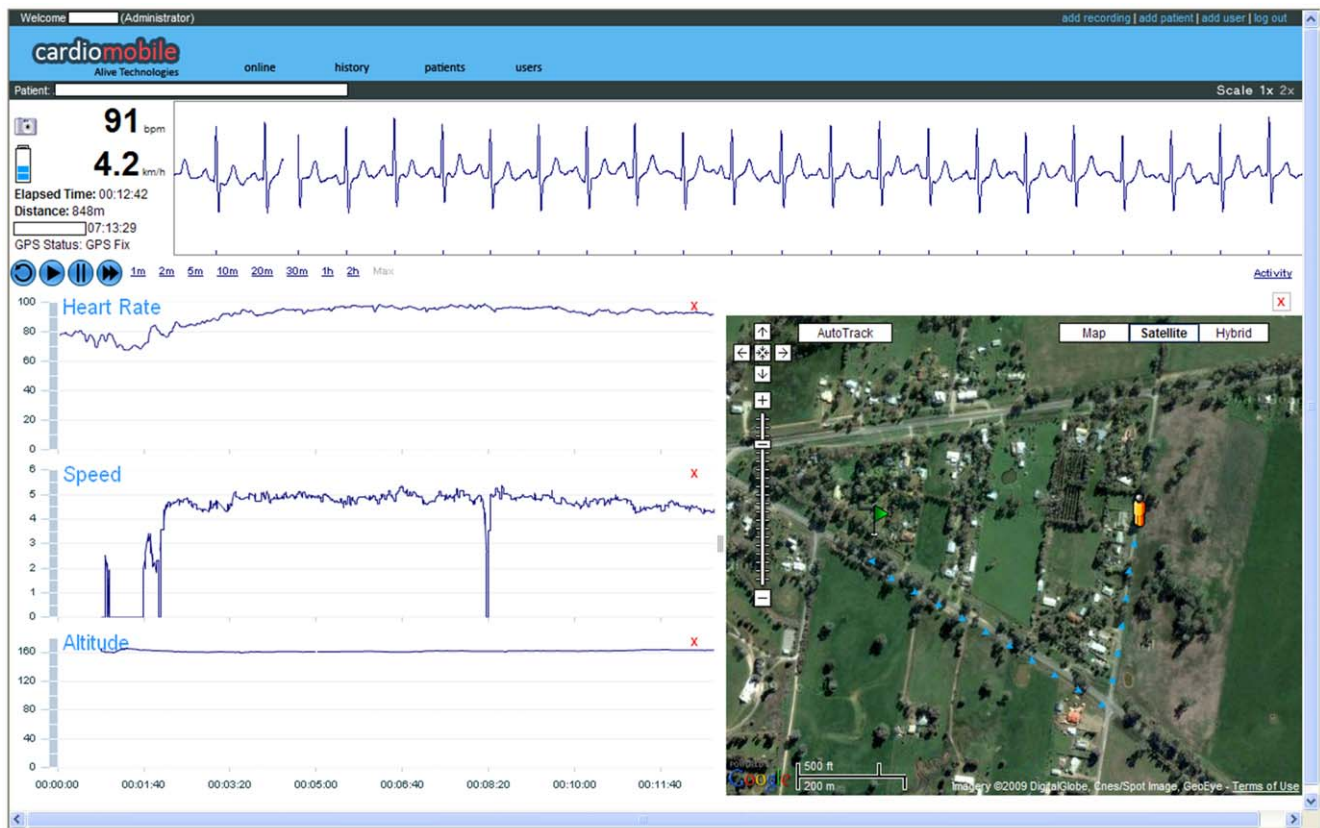 Welcome (Administrator) add recording | add patient | add user | log out
cardiomobile
Alive Technologies
online history patients users
Patient: Scale 1x 2x
91 bpm
4.2 km/h
Elapsed Time: 00:12:42
Distance: 848m
07:13:29
GPS Status: GPS Fix
1m 2m 5m 10m 20m 30m 1h 2h Max Activity
Heart Rate X
100
80
60
40
20
0
Speed X
6
5
4
3
2
1
0
Altitude X
160
120
80
40
0
00:00:00 00:01:40 00:03:20 00:05:00 00:06:40 00:08:20 00:10:00 00:11:40
X
AutoTrack Map Satellite Hybrid
500 ft
200 m
POWERED BY
Google
Imagery ©2009 DigitalGlobe, Cnes/Spot Image, GeoEye - Terms of Use